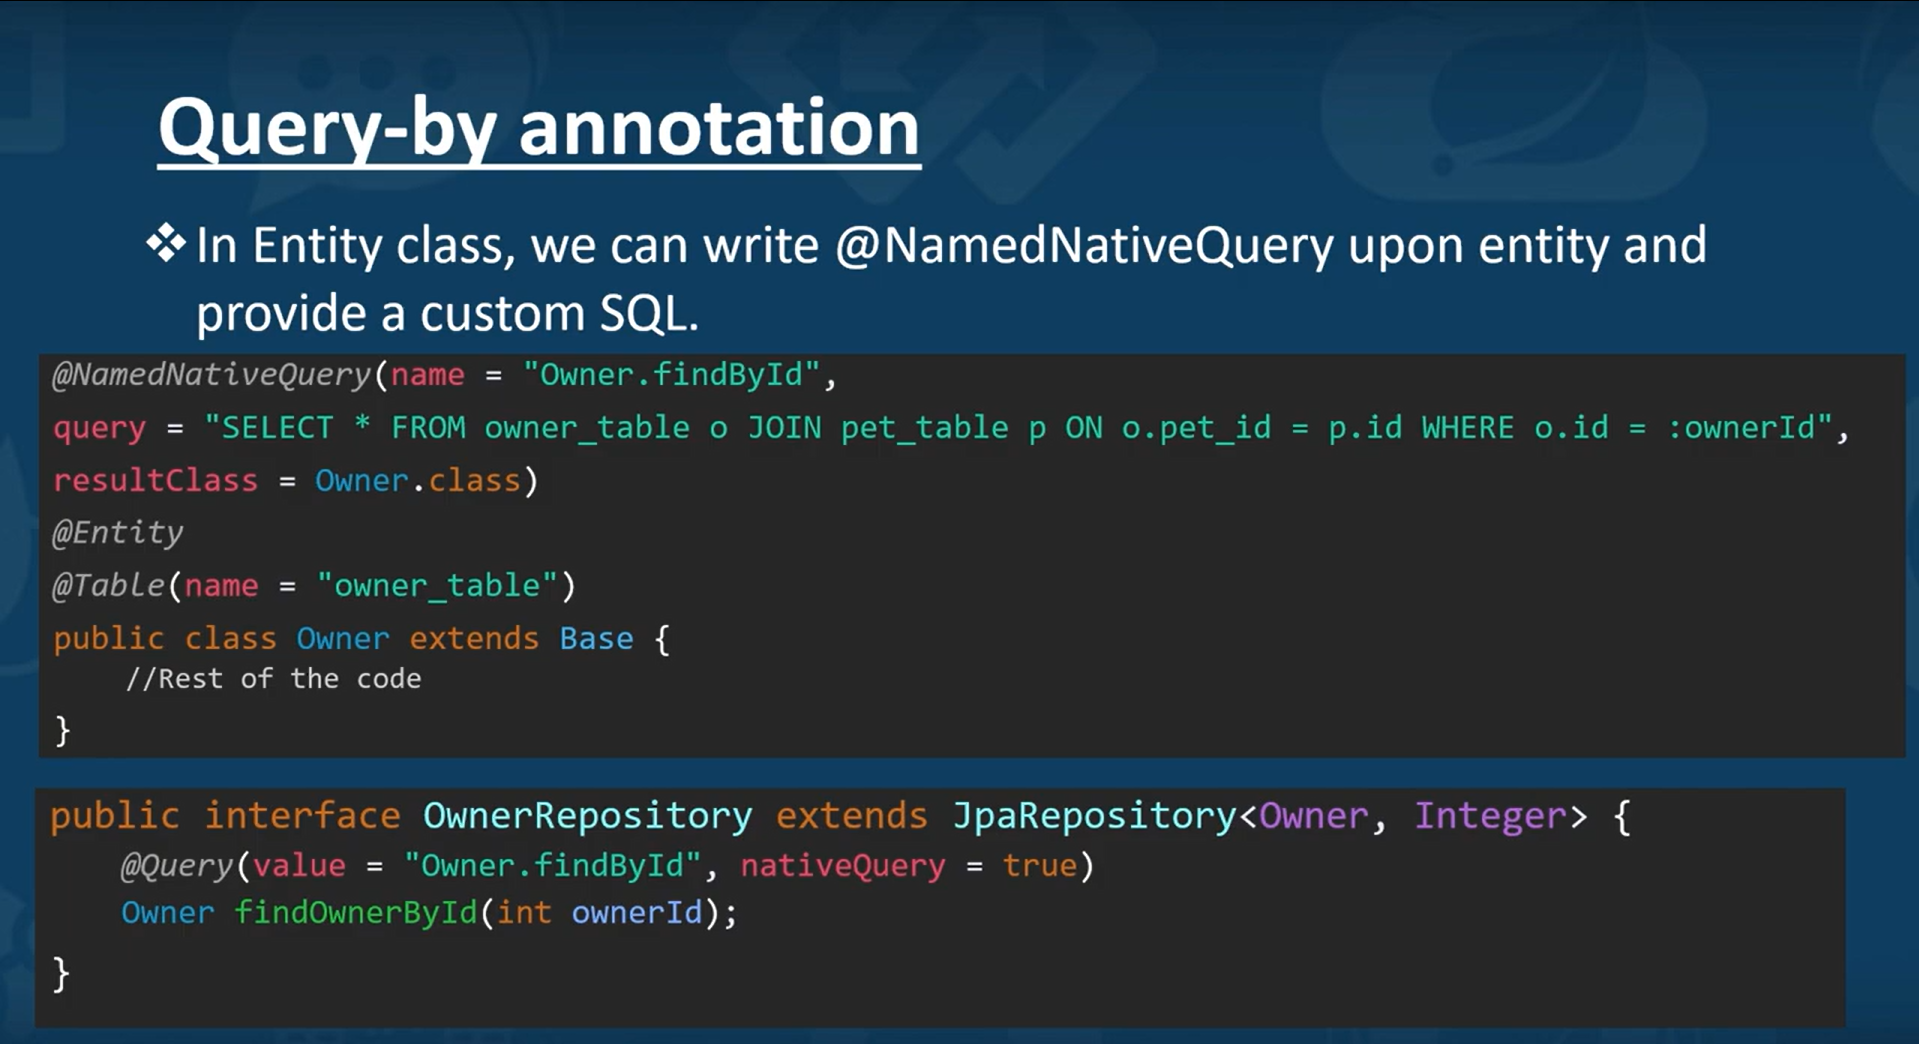 Query-by annotation
❖ In Entity class, we can write @NamedNativeQuery upon entity and
provide a custom SQL.
@NamedNativeQuery(name = "Owner.findById",
query = "SELECT * FROM owner_table o JOIN pet_table p ON o.pet_id = p.id WHERE o.id = :ownerId",
resultClass = Owner.class)
@Entity
@Table(name = "owner_table")
public class Owner extends Base {
//Rest of the code
}
public interface OwnerRepository extends JpaRepository<Owner, Integer> {
@Query(value = "Owner.findById", nativeQuery = true)
Owner findOwnerById(int ownerId);
}